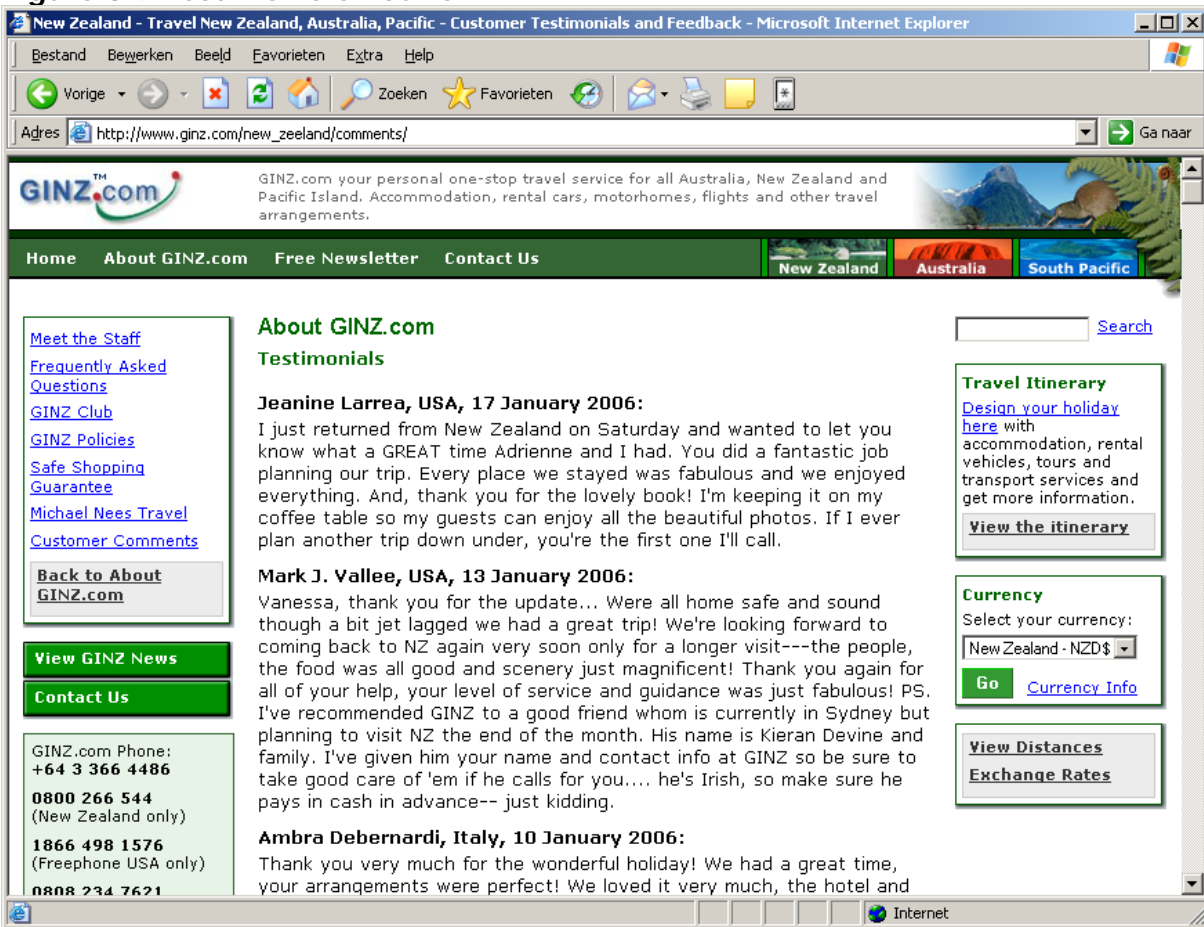 New Zealand - Travel New Zealand, Australia, Pacific - Customer Testimonials and Feedback - Microsoft Internet Explorer
Bestand Bewerken Beeld Favorieten Extra Help
Vorige Zoeken Favorieten
Adres http://www.ginz.com/new_zeeland/comments/ Ga naar
GINZ.com™
GINZ.com your personal one-stop travel service for all Australia, New Zealand and
Pacific Island. Accommodation, rental cars, motorhomes, flights and other travel
arrangements.
Home About GINZ.com Free Newsletter Contact Us New Zealand Australia South Pacific
Meet the Staff
Frequently Asked
Questions
GINZ Club
GINZ Policies
Safe Shopping
Guarantee
Michael Nees Travel
Customer Comments
Back to About
GINZ.com
View GINZ News
Contact Us
GINZ.com Phone:
+64 3 366 4486
0800 266 544
(New Zealand only)
1866 498 1576
(Freephone USA only)
0808 234 7621
About GINZ.com
Testimonials
Jeanine Larrea, USA, 17 January 2006:
I just returned from New Zealand on Saturday and wanted to let you
know what a GREAT time Adrienne and I had. You did a fantastic job
planning our trip. Every place we stayed was fabulous and we enjoyed
everything. And, thank you for the lovely book! I'm keeping it on my
coffee table so my guests can enjoy all the beautiful photos. If I ever
plan another trip down under, you're the first one I'll call.
Mark J. Vallee, USA, 13 January 2006:
Vanessa, thank you for the update... Were all home safe and sound
though a bit jet lagged we had a great trip! We're looking forward to
coming back to NZ again very soon only for a longer visit---the people,
the food was all good and scenery just magnificent! Thank you again for
all of your help, your level of service and guidance was just fabulous! PS.
I've recommended GINZ to a good friend whom is currently in Sydney but
planning to visit NZ the end of the month. His name is Kieran Devine and
family. I've given him your name and contact info at GINZ so be sure to
take good care of 'em if he calls for you.... he's Irish, so make sure he
pays in cash in advance-- just kidding.
Ambra Debernardi, Italy, 10 January 2006:
Thank you very much for the wonderful holiday! We had a great time,
your arrangements were perfect! We loved it very much, the hotel and
Search
Travel Itinerary
Design your holiday
here with
accommodation, rental
vehicles, tours and
transport services and
get more information.
View the itinerary
Currency
Select your currency:
New Zealand - NZD$
Go Currency Info
View Distances
Exchange Rates
Internet